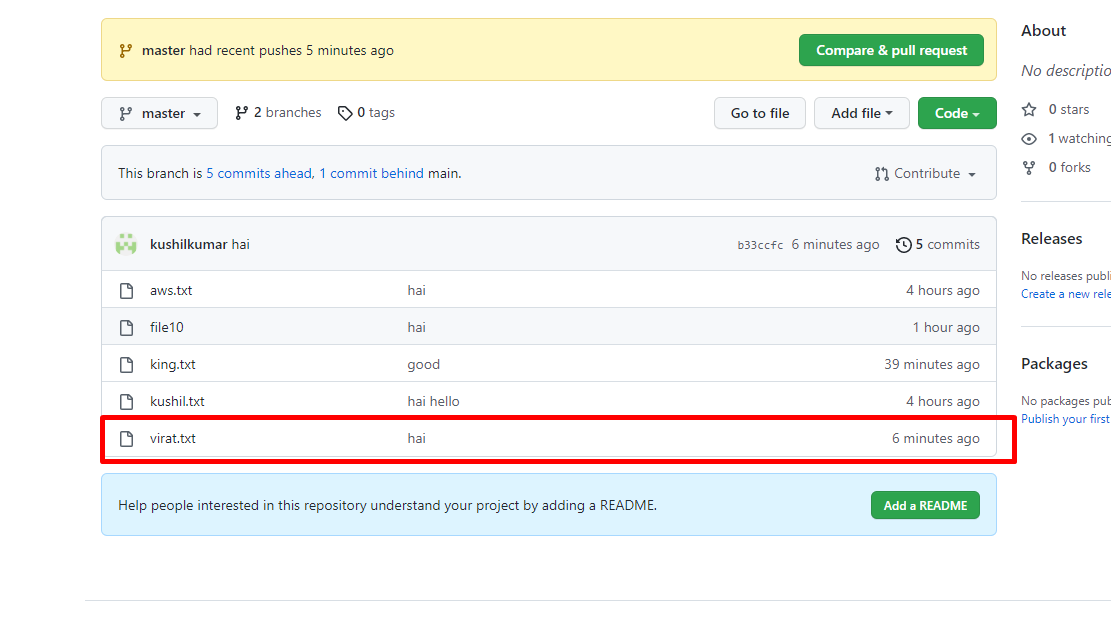 master had recent pushes 5 minutes ago
Compare & pull request
About
No descriptio
master
2 branches
0 tags
Go to file
Add file
Code
0 stars
1 watching
0 forks
This branch is 5 commits ahead, 1 commit behind main.
Contribute
kushilkumar hai
b33ccfc 6 minutes ago
5 commits
aws.txt hai 4 hours ago
file10 hai 1 hour ago
king.txt good 39 minutes ago
kushil.txt hai hello 4 hours ago
virat.txt hai 6 minutes ago
Releases
No releases publi
Create a new rele
Packages
No packages pub
Publish your first
Help people interested in this repository understand your project by adding a README.
Add a README